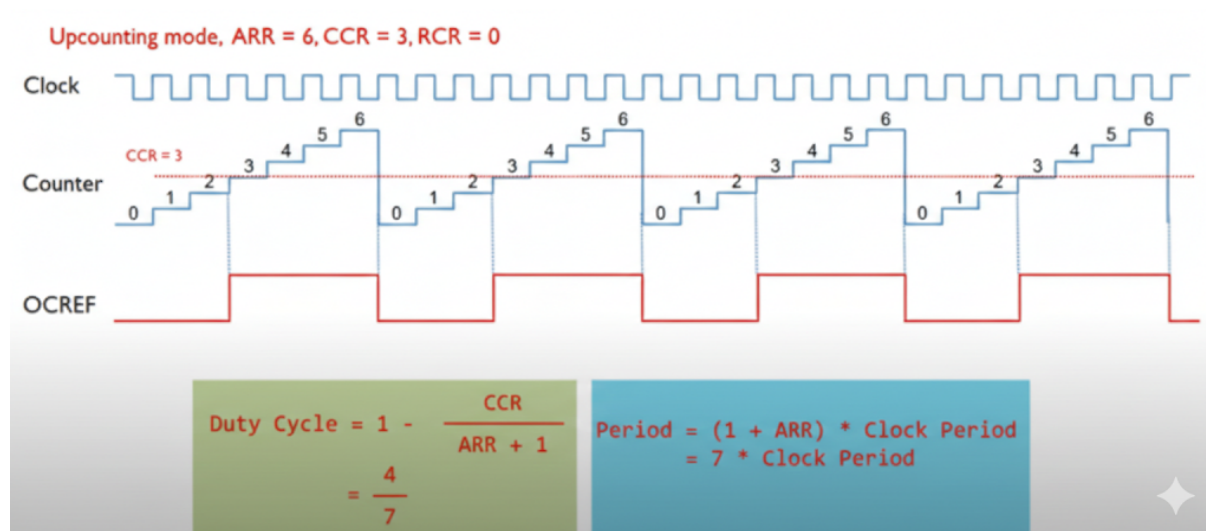 Upcounting mode, ARR = 6, CCR = 3, RCR = 0
Clock
CCR = 3
Counter
0 1 2 3 4 5 6 0 1 2 3 4 5 6 0 1 2 3 4 5 6 0 1 2 3 4 5 6
OCREF
Duty Cycle = 1 - CCR / ARR + 1
= 4 / 7
Period = (1 + ARR) * Clock Period
= 7 * Clock Period